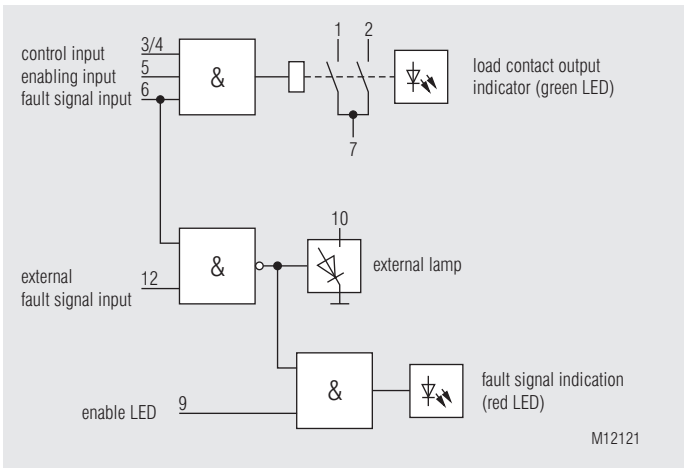 control input
3/4
enabling input
5
fault signal input
6
&
1
2
7
load contact output
indicator (green LED)
&
external
fault signal input
12
10
external lamp
&
enable LED
9
fault signal indication
(red LED)
M12121